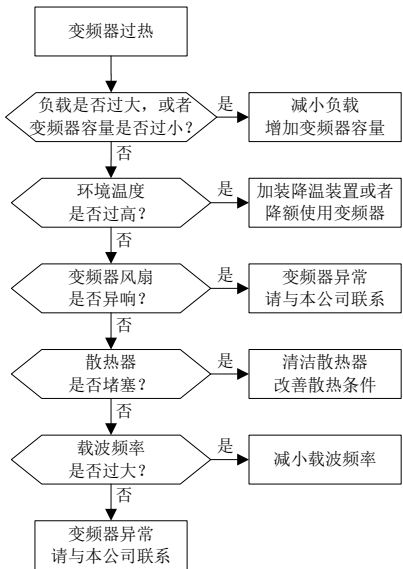 变频器过热
负载是否过大，或者
变频器容量是否过小？
是
减小负载
增加变频器容量
否
环境温度
是否过高？
是
加装降温装置或者
降额使用变频器
否
变频器风扇
是否异响？
是
变频器异常
请与本公司联系
否
散热器
是否堵塞？
是
清洁散热器
改善散热条件
否
载波频率
是否过大？
是
减小载波频率
否
变频器异常
请与本公司联系